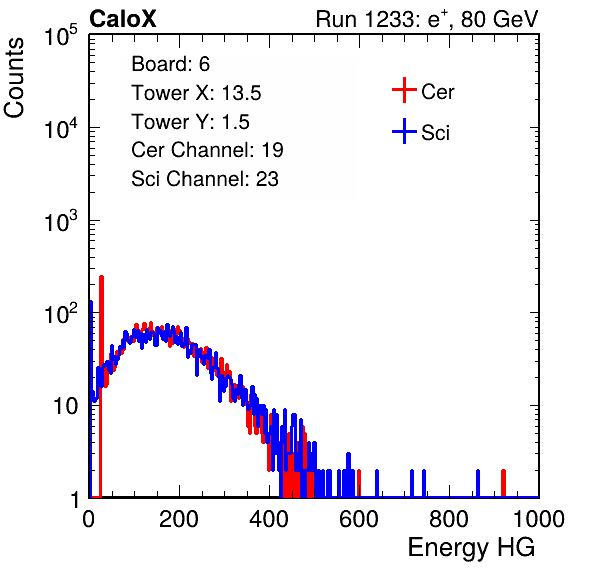 CaloX Run 1233: e⁺, 80 GeV
Counts
10⁵
10⁴
10³
10²
10
1
Board: 6
Tower X: 13.5
Tower Y: 1.5
Cer Channel: 19
Sci Channel: 23
Cer
Sci
0 200 400 600 800 1000
Energy HG